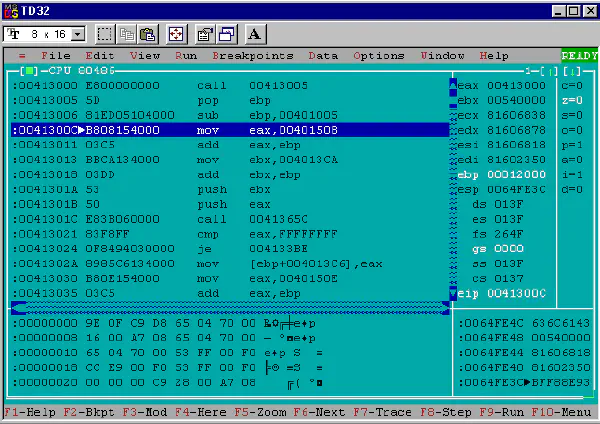 TD32
8 x 16
A
≡ File Edit View Run Breakpoints Data Options Window Help READY
CPU 80486
:00413000 E800000000 call 00413005
:00413005 5D pop ebp
:00413006 81ED05104000 sub ebp,00401005
:0041300C▶B808154000 mov eax,00401508
:00413011 03C5 add eax,ebp
:00413013 BBCA134000 mov ebx,004013CA
:00413018 03DD add ebx,ebp
:0041301A 53 push ebx
:0041301B 50 push eax
:0041301C E83B060000 call 0041365C
:00413021 83F8FF cmp eax,FFFFFFFF
:00413024 0F8494030000 je 004133BE
:0041302A 8985C6134000 mov [ebp+004013C6],eax
:00413030 B80E154000 mov eax,0040150E
:00413035 03C5 add eax,ebp
eax 00413000 c=0
ebx 00540000 z=0
ecx 81606838 s=0
edx 81606878 o=0
esi 81606818 p=1
edi 81602350 a=0
ebp 00012000 i=1
esp 0064FE3C d=0
ds 013F
es 013F
fs 264F
gs 0000
ss 013F
cs 0137
eip 0041300C
:00000000 9E 0F C9 D8 65 04 70 00
:00000008 16 00 A7 08 65 04 70 00
:00000010 65 04 70 00 53 FF 00 F0
:00000018 CC E9 00 F0 53 FF 00 F0
:00000020 00 00 00 C9 28 00 A7 08
:0064FE4C 636C6143
:0064FE48 00540000
:0064FE44 81606818
:0064FE40 81602350
:0064FE3C▶BFF88E93
F1-Help F2-Bkpt F3-Mod F4-Here F5-Zoom F6-Next F7-Trace F8-Step F9-Run F10-Menu